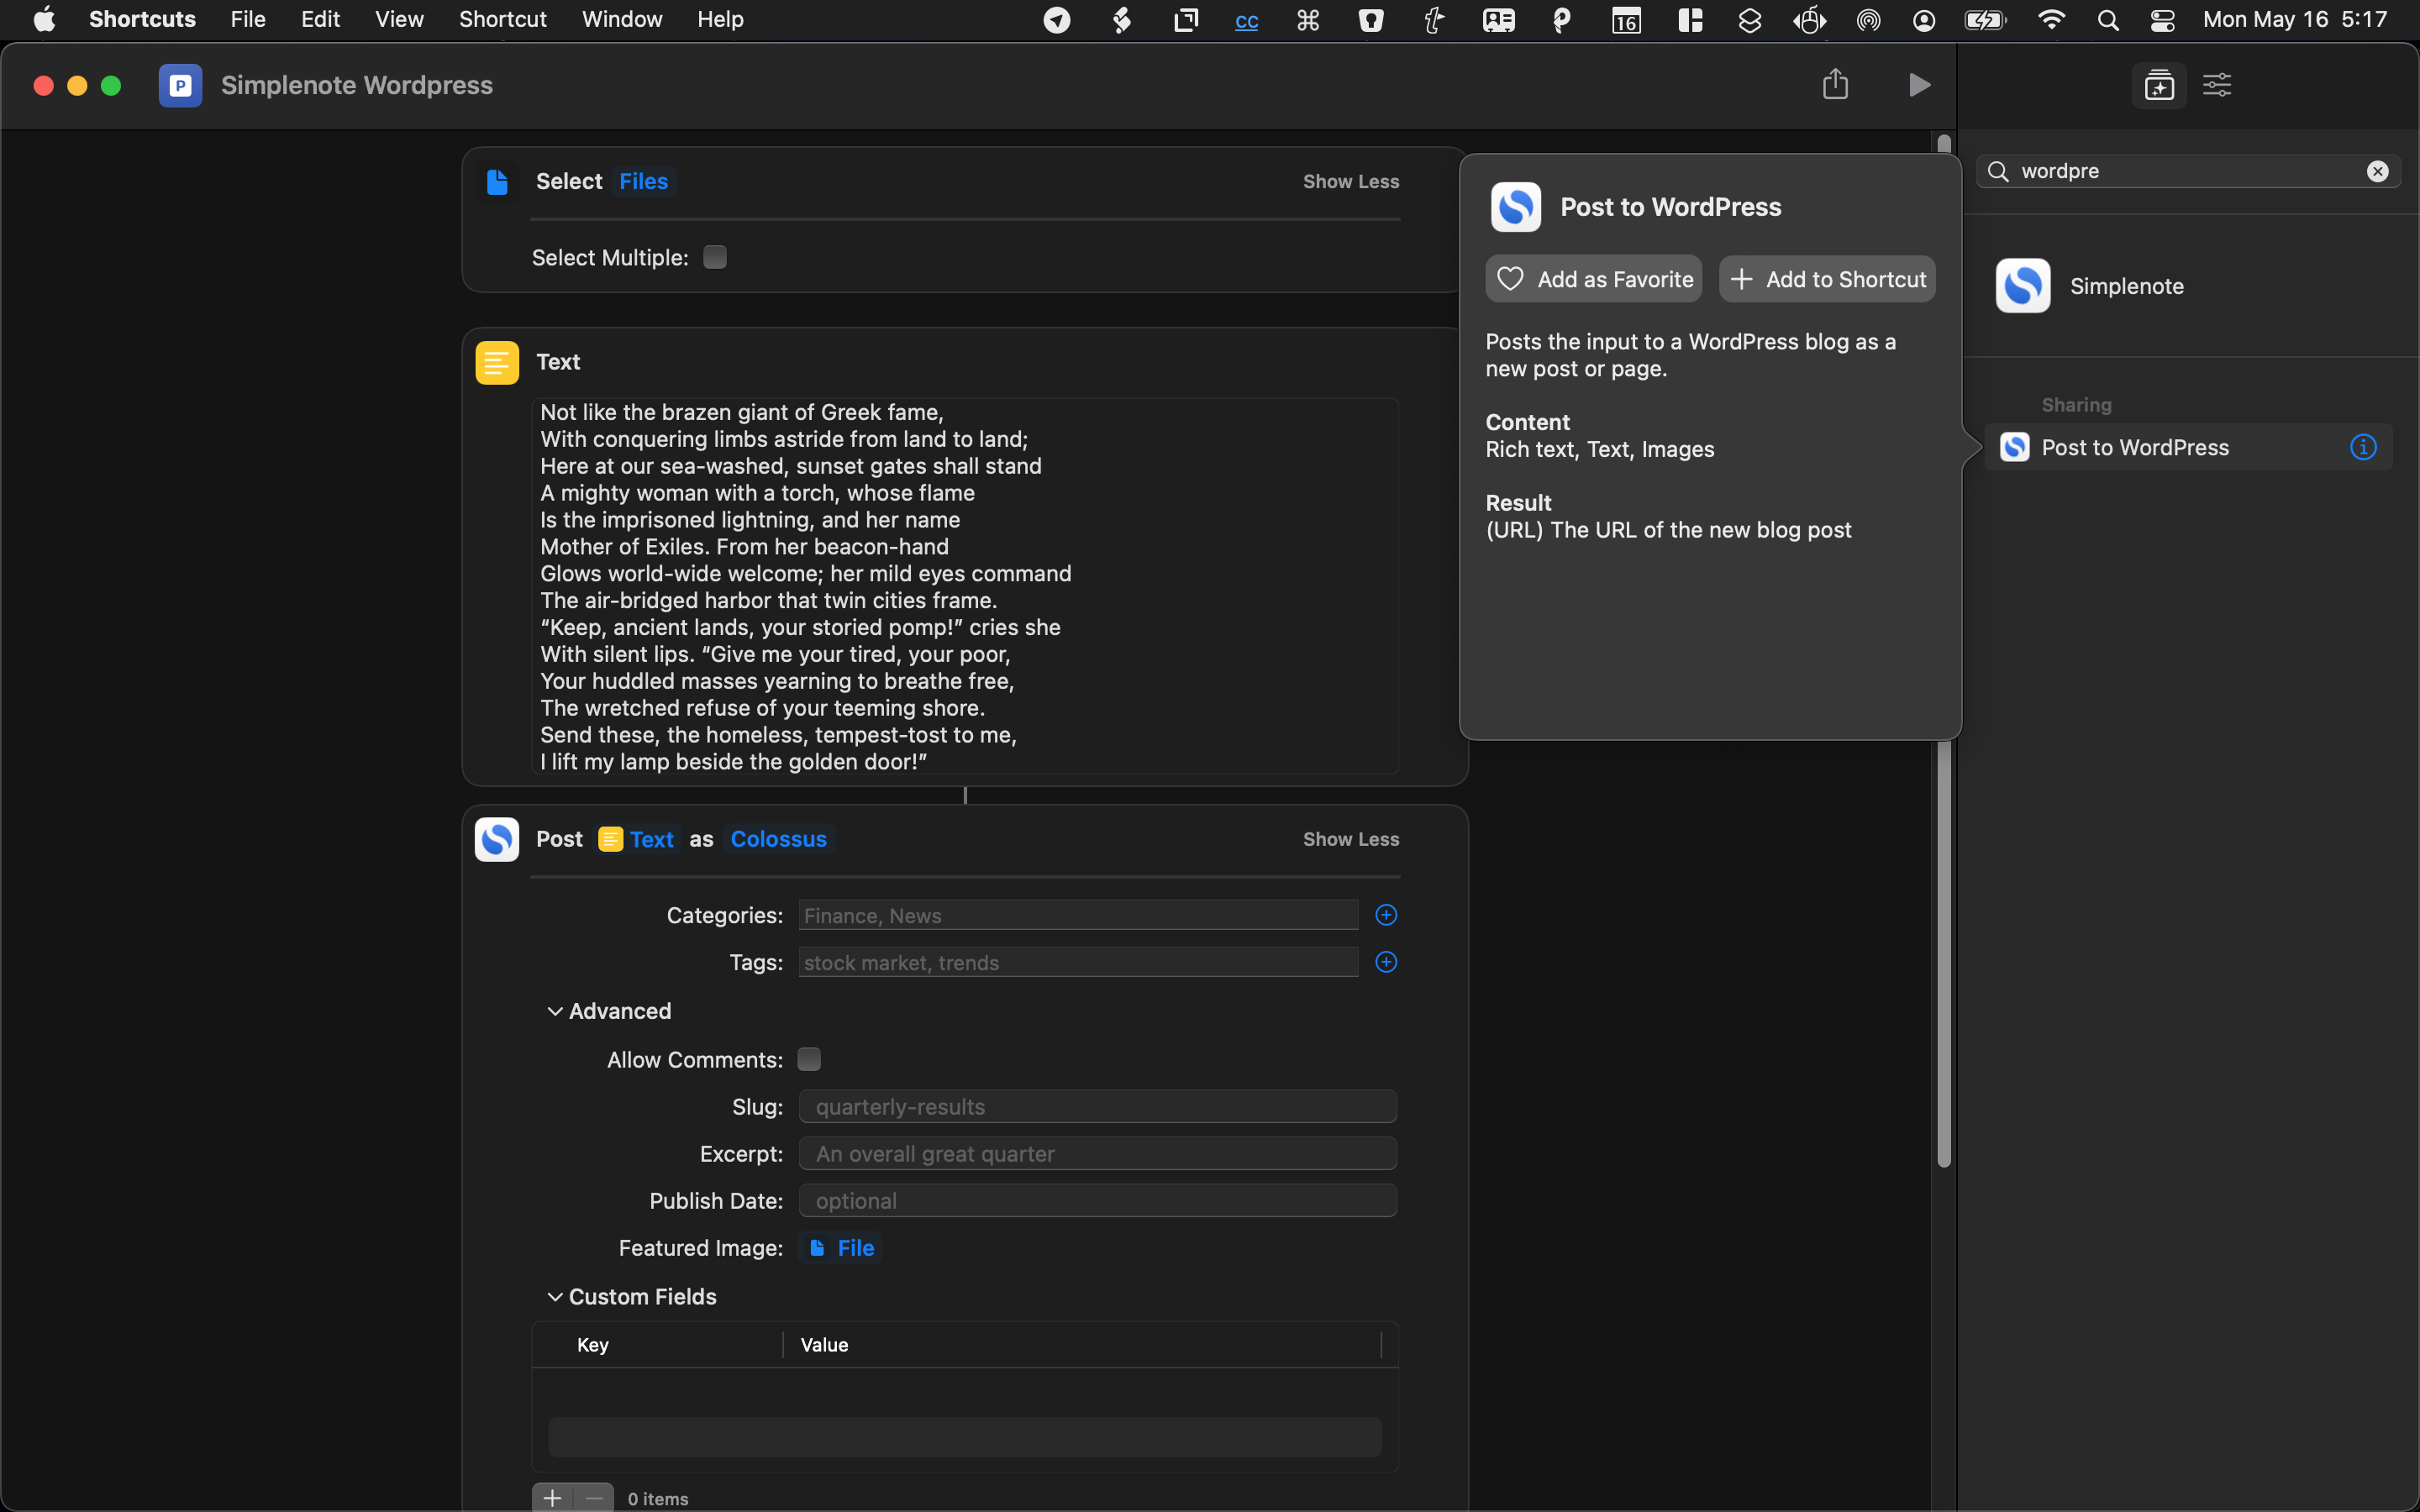 Shortcuts File Edit View Shortcut Window Help cc 16 Mon May 16 5:17
P Simplenote Wordpress
Select Files Show Less
Select Multiple:
Text
Not like the brazen giant of Greek fame,
With conquering limbs astride from land to land;
Here at our sea-washed, sunset gates shall stand
A mighty woman with a torch, whose flame
Is the imprisoned lightning, and her name
Mother of Exiles. From her beacon-hand
Glows world-wide welcome; her mild eyes command
The air-bridged harbor that twin cities frame.
“Keep, ancient lands, your storied pomp!” cries she
With silent lips. “Give me your tired, your poor,
Your huddled masses yearning to breathe free,
The wretched refuse of your teeming shore.
Send these, the homeless, tempest-tost to me,
I lift my lamp beside the golden door!”
Post Text as Colossus Show Less
Categories: Finance, News
Tags: stock market, trends
Advanced
Allow Comments:
Slug: quarterly-results
Excerpt: An overall great quarter
Publish Date: optional
Featured Image: File
Custom Fields
Key Value
0 items
Post to WordPress
Add as Favorite Add to Shortcut
Posts the input to a WordPress blog as a
new post or page.
Content
Rich text, Text, Images
Result
(URL) The URL of the new blog post
wordpre
Simplenote
Sharing
Post to WordPress